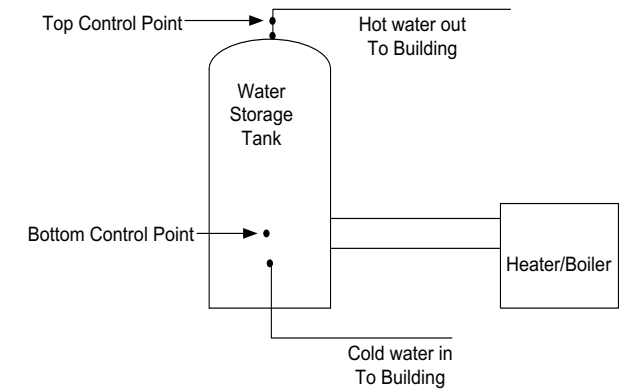 Top Control Point
Hot water out
To Building
Water
Storage
Tank
Bottom Control Point
Heater/Boiler
Cold water in
To Building